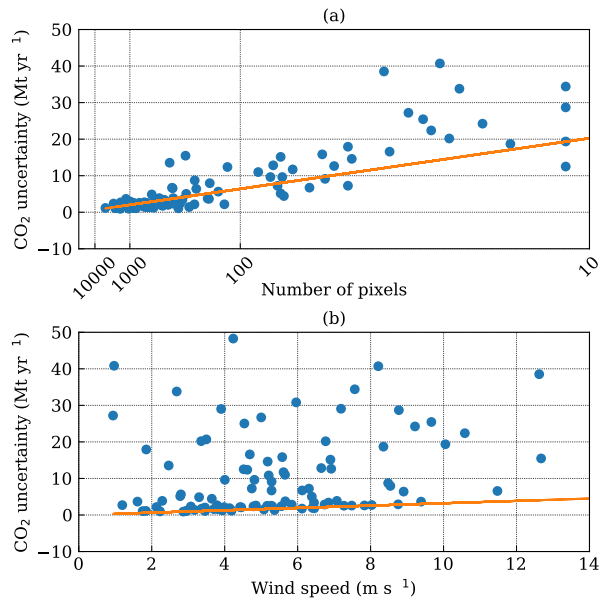 (a)
CO₂ uncertainty (Mt yr ⁻¹)
50
40
30
20
10
0
−10
10000
1000
100
10
Number of pixels
(b)
CO₂ uncertainty (Mt yr ⁻¹)
50
40
30
20
10
0
−10
0 2 4 6 8 10 12 14
Wind speed (m s ⁻¹)